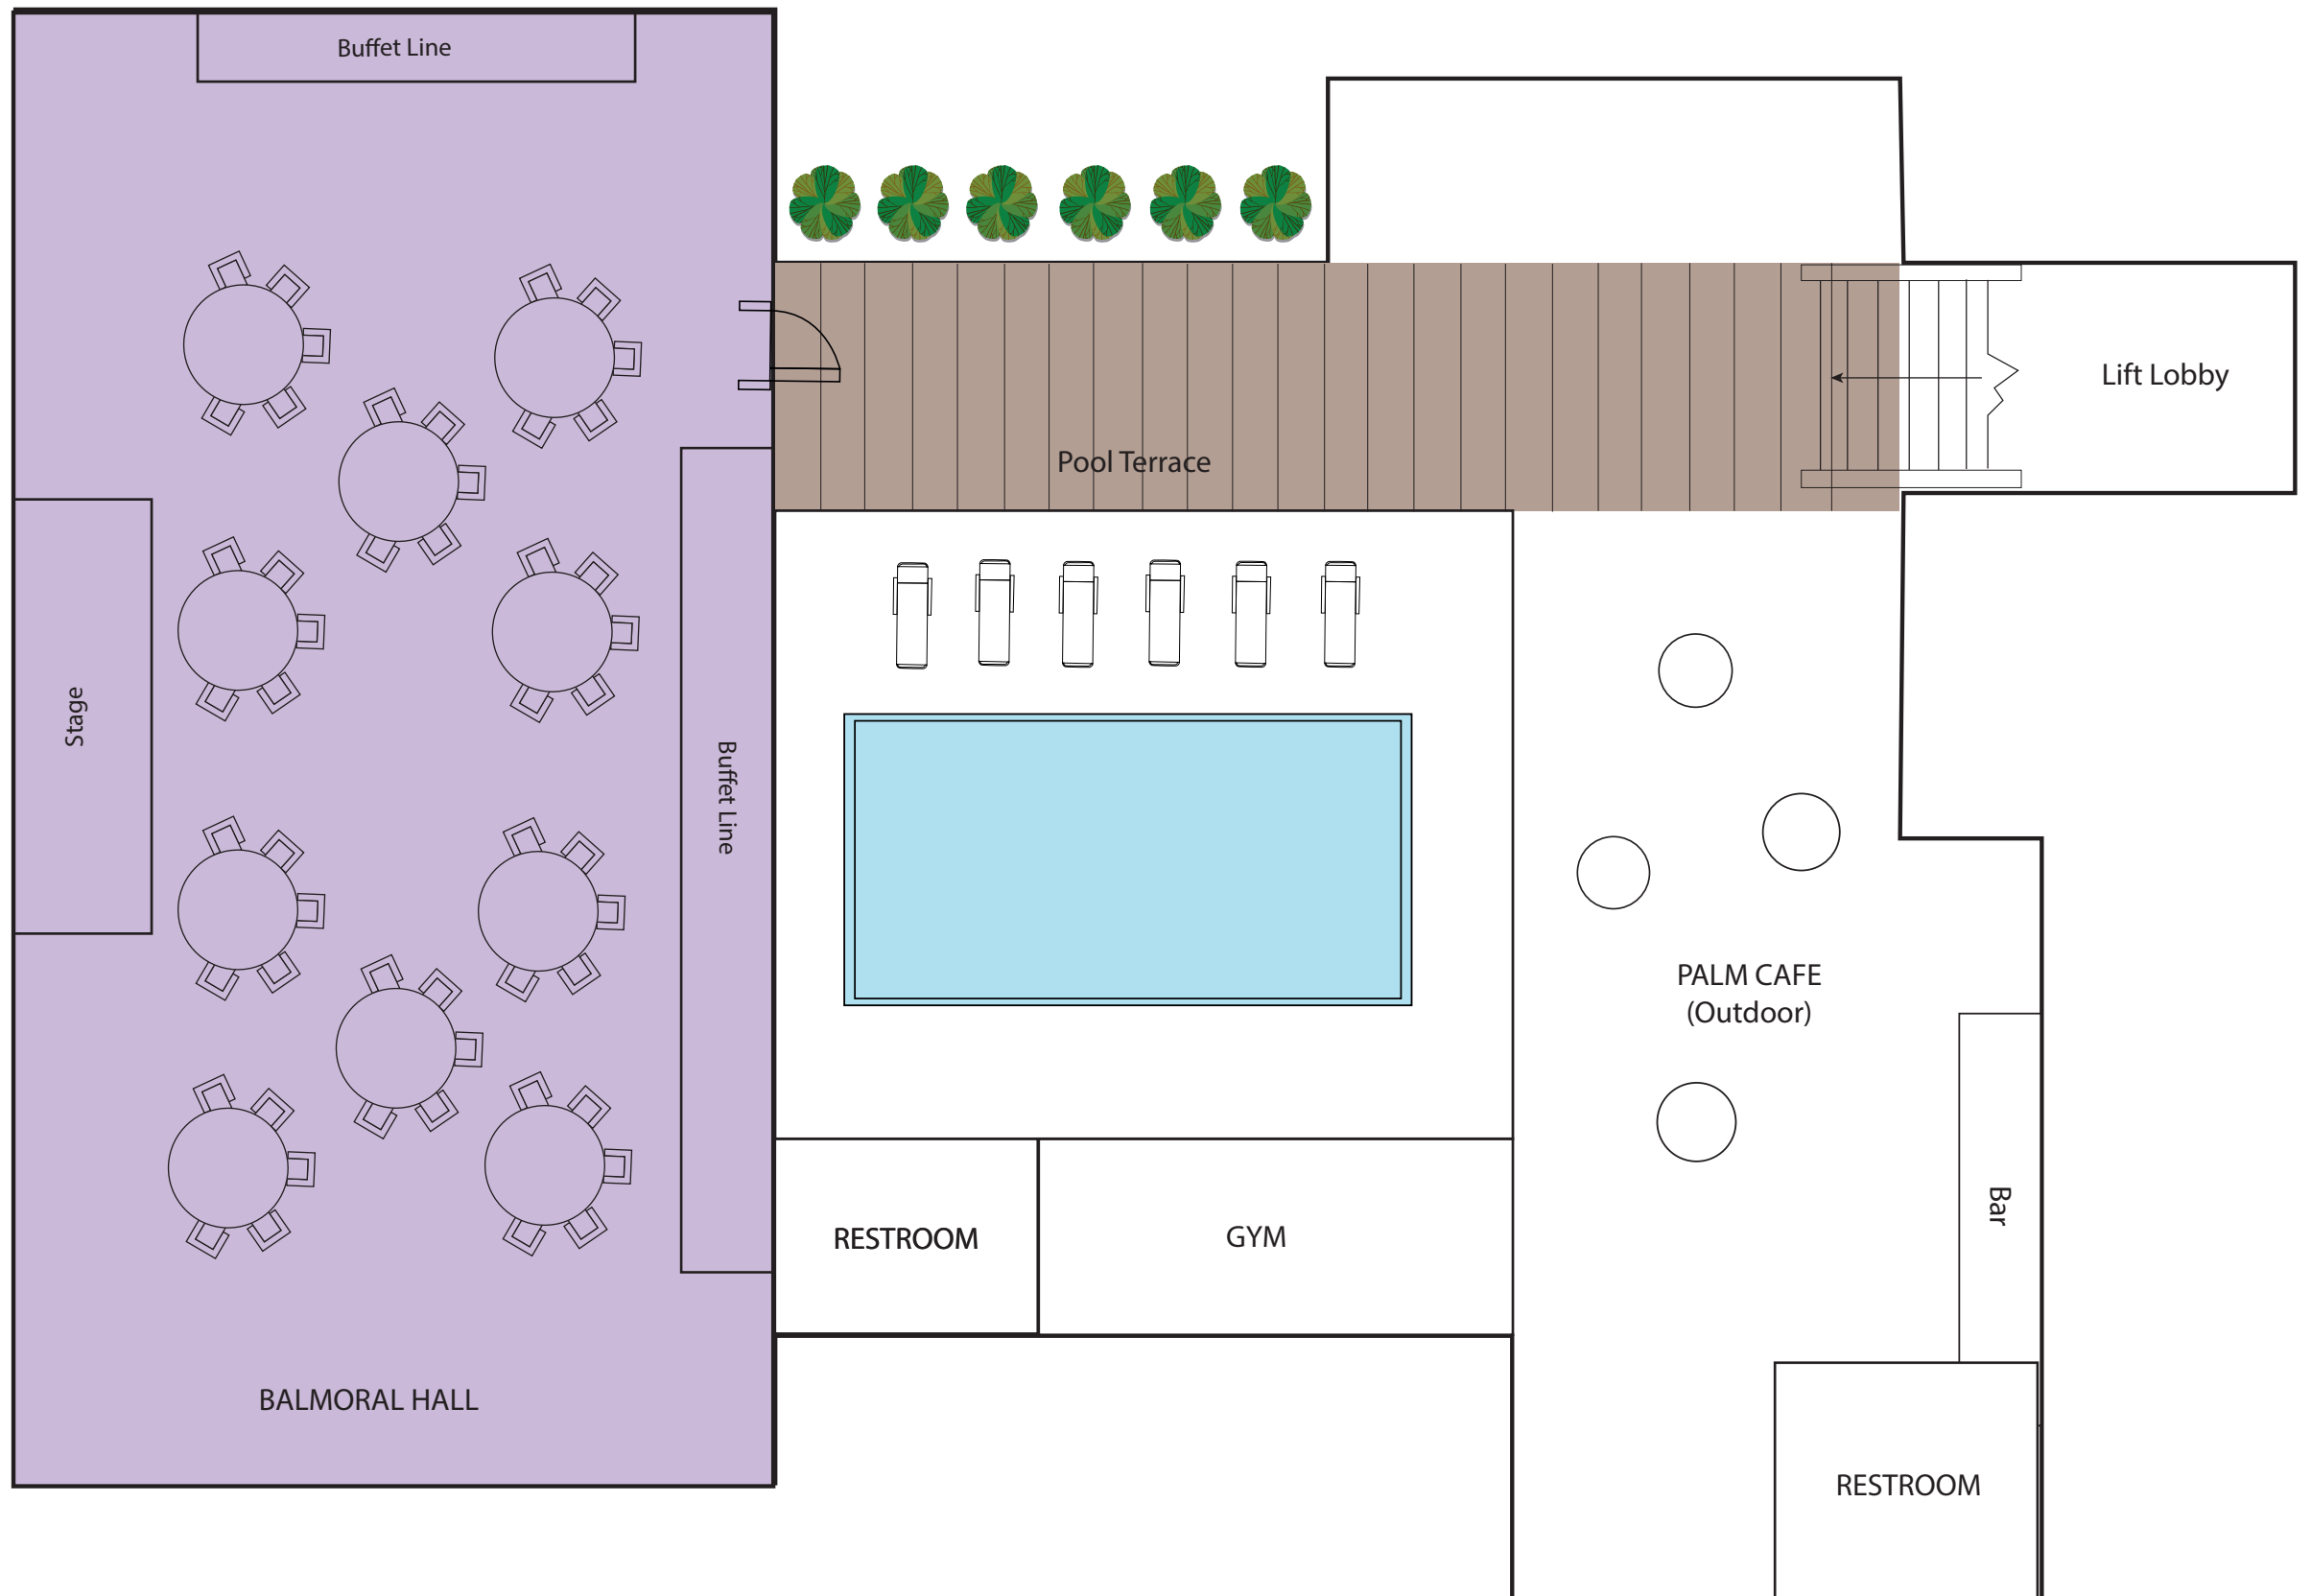 Buffet Line
Lift Lobby
Pool Terrace
Stage
Buffet Line
PALM CAFE
(Outdoor)
Bar
RESTROOM
GYM
BALMORAL HALL
RESTROOM